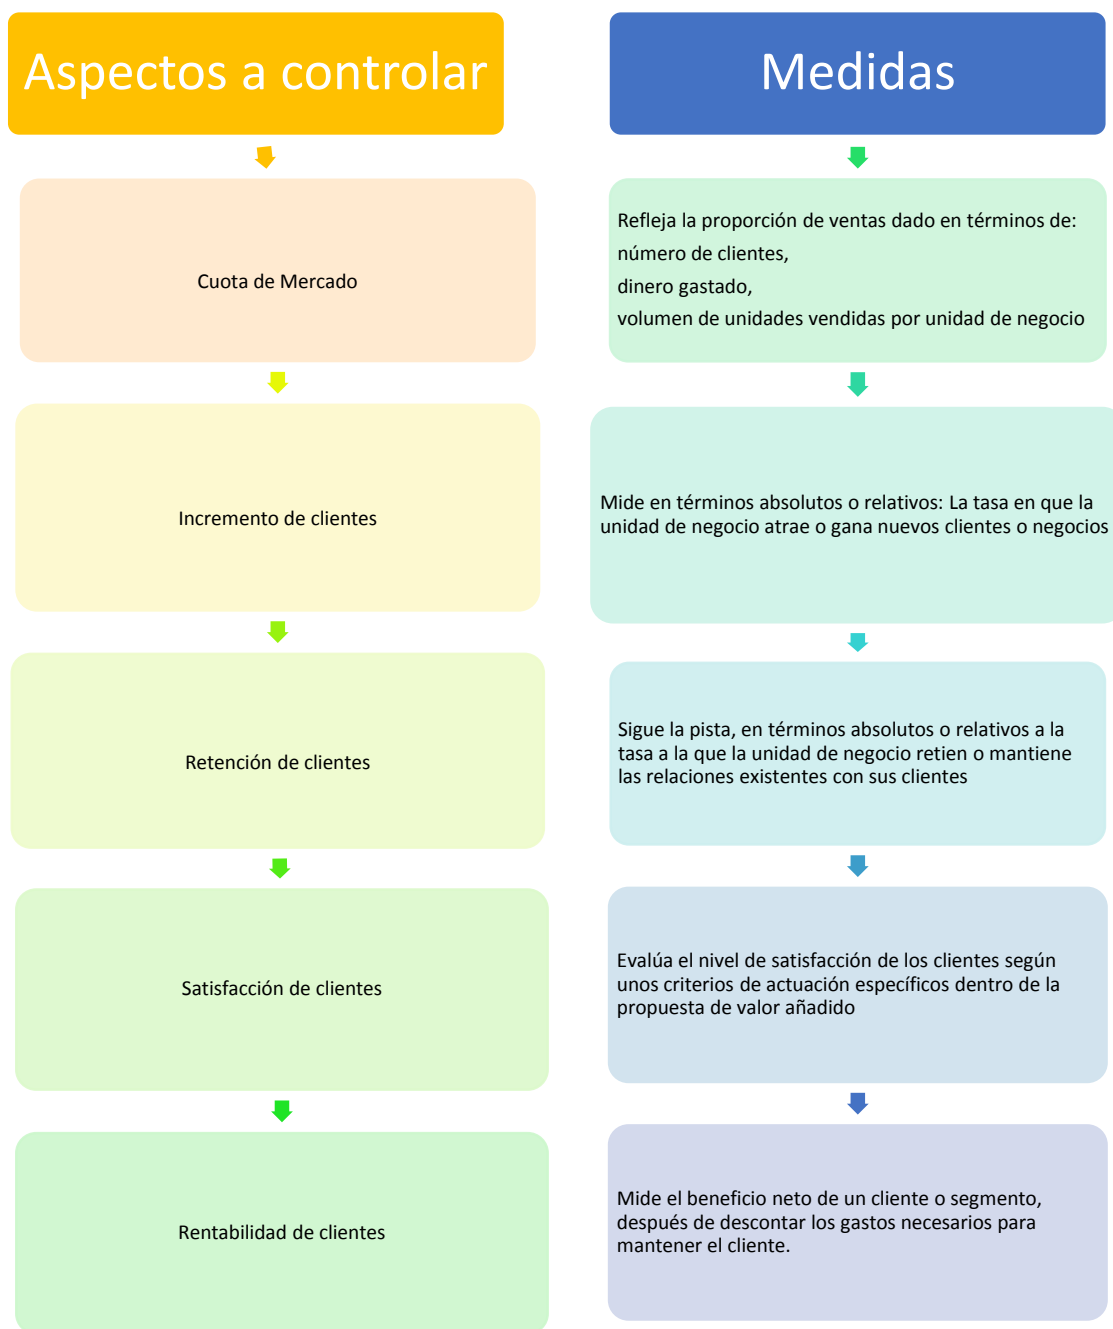 Aspectos a controlar
Medidas
Cuota de Mercado
Refleja la proporción de ventas dado en términos de:
número de clientes,
dinero gastado,
volumen de unidades vendidas por unidad de negocio
Incremento de clientes
Mide en términos absolutos o relativos: La tasa en que la
unidad de negocio atrae o gana nuevos clientes o negocios
Retención de clientes
Sigue la pista, en términos absolutos o relativos a la
tasa a la que la unidad de negocio retien o mantiene
las relaciones existentes con sus clientes
Satisfacción de clientes
Evalúa el nivel de satisfacción de los clientes según
unos criterios de actuación específicos dentro de la
propuesta de valor añadido
Rentabilidad de clientes
Mide el beneficio neto de un cliente o segmento,
después de descontar los gastos necesarios para
mantener el cliente.